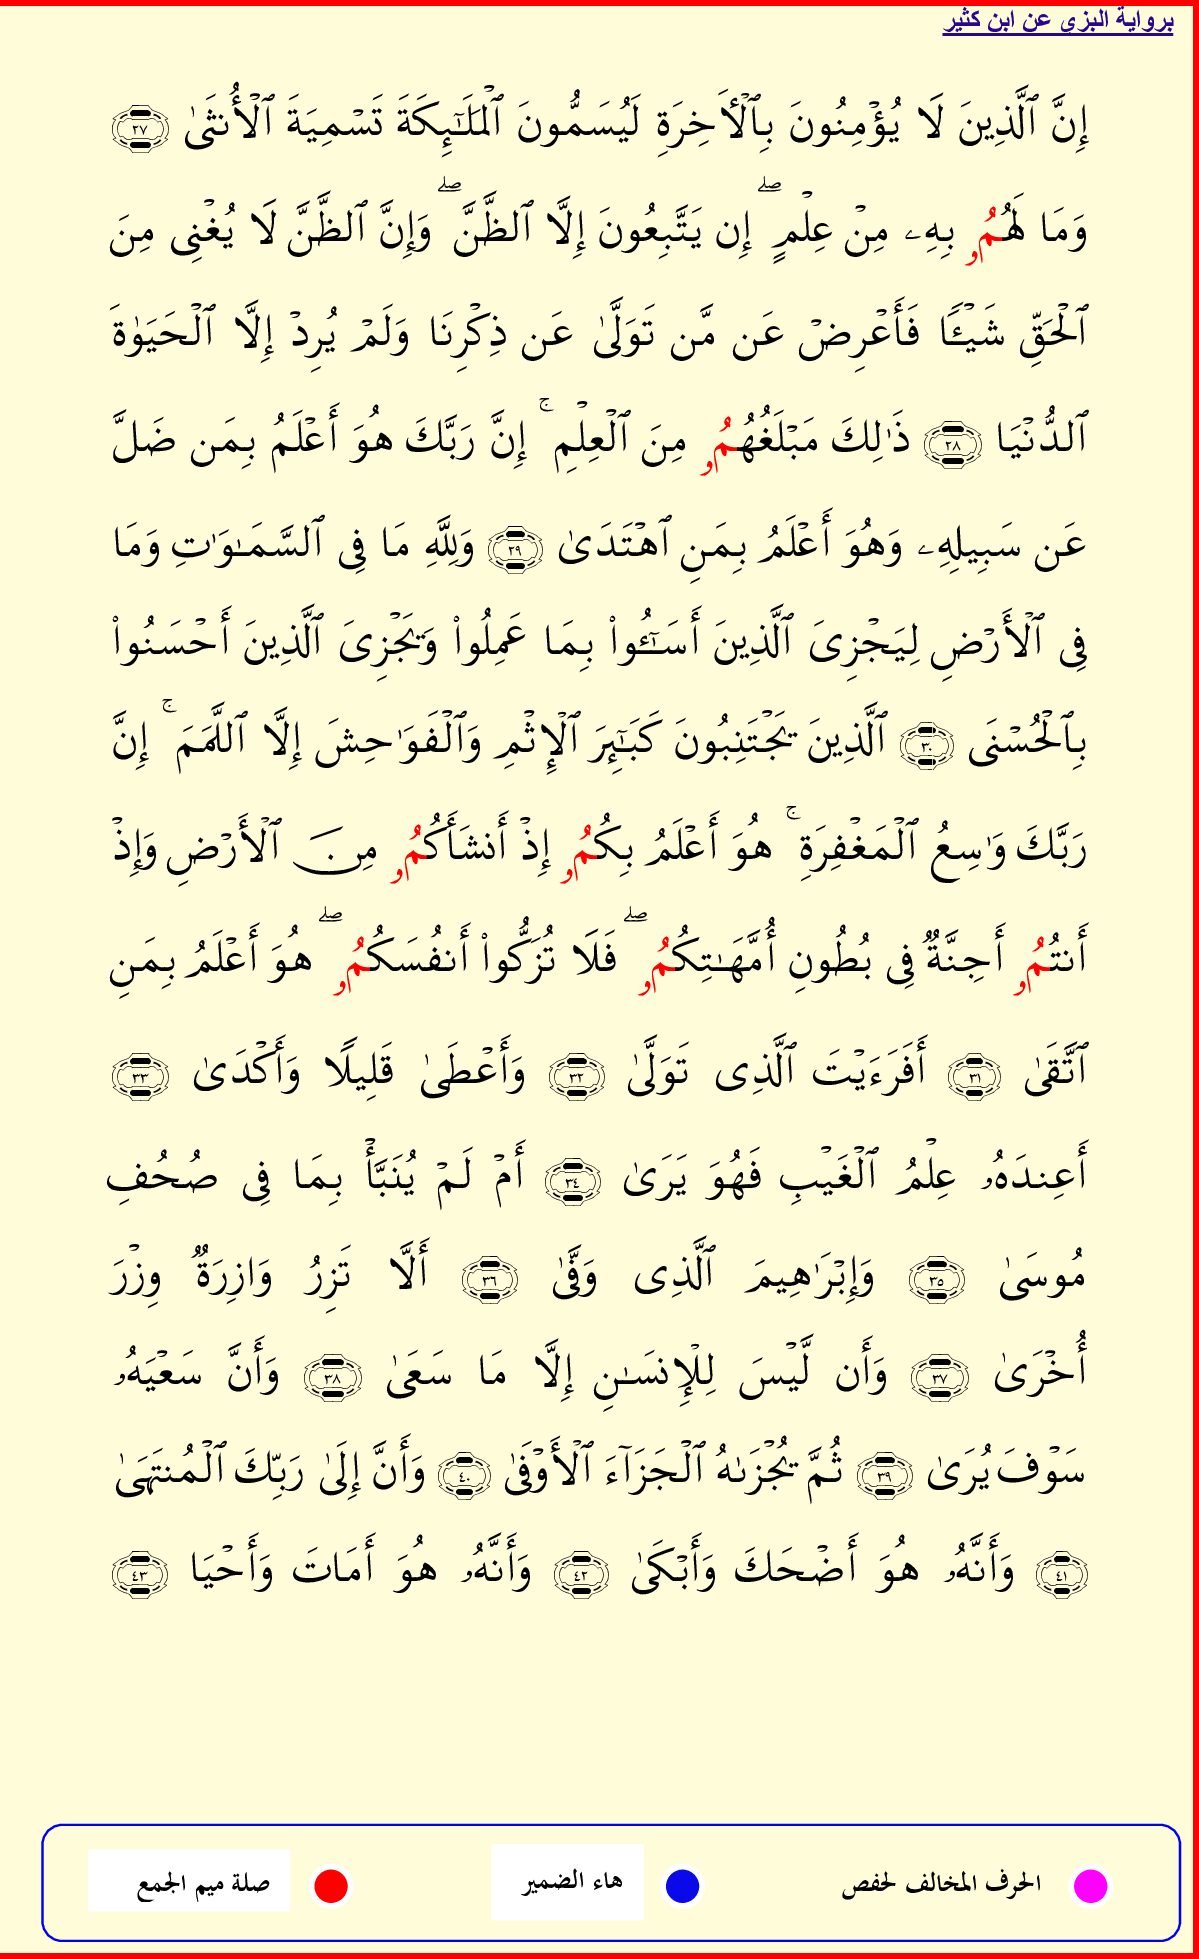 برواية البزى عن ابن كثير
إِنَّ ٱلَّذِينَ لَا يُؤۡمِنُونَ بِٱلۡأٓخِرَةِ لَيُسَمُّونَ ٱلۡمَلَٰٓئِكَةَ تَسۡمِيَةَ ٱلۡأُنثَىٰ ٢٧
وَمَا لَهُمُۥ بِهِۦ مِنۡ عِلۡمٍۖ إِن يَتَّبِعُونَ إِلَّا ٱلظَّنَّۖ وَإِنَّ ٱلظَّنَّ لَا يُغۡنِى مِنَ
ٱلۡحَقِّ شَيۡـًٔا فَأَعۡرِضۡ عَن مَّن تَوَلَّىٰ عَن ذِكۡرِنَا وَلَمۡ يُرِدۡ إِلَّا ٱلۡحَيَوٰةَ
ٱلدُّنۡيَا ٢٨ ذَٰلِكَ مَبۡلَغُهُمُۥ مِنَ ٱلۡعِلۡمِۚ إِنَّ رَبَّكَ هُوَ أَعۡلَمُ بِمَن ضَلَّ
عَن سَبِيلِهِۦ وَهُوَ أَعۡلَمُ بِمَنِ ٱهۡتَدَىٰ ٢٩ وَلِلَّهِ مَا فِى ٱلسَّمَٰوَٰتِ وَمَا
فِى ٱلۡأَرۡضِ لِيَجۡزِىَ ٱلَّذِينَ أَسَٰٓـُٔوا۟ بِمَا عَمِلُوا۟ وَيَجۡزِىَ ٱلَّذِينَ أَحۡسَنُوا۟
بِٱلۡحُسۡنَى ٣٠ ٱلَّذِينَ يَجۡتَنِبُونَ كَبَٰٓئِرَ ٱلۡإِثۡمِ وَٱلۡفَوَٰحِشَ إِلَّا ٱللَّمَمَۚ إِنَّ
رَبَّكَ وَٰسِعُ ٱلۡمَغۡفِرَةِۚ هُوَ أَعۡلَمُ بِكُمُۥ إِذۡ أَنشَأَكُمُۥ مِنَ ٱلۡأَرۡضِ وَإِذۡ
أَنتُمُۥ أَجِنَّةٌ فِى بُطُونِ أُمَّهَٰتِكُمُۥۖ فَلَا تُزَكُّوا۟ أَنفُسَكُمُۥۖ هُوَ أَعۡلَمُ بِمَنِ
ٱتَّقَىٰ ٣١ أَفَرَءَيۡتَ ٱلَّذِى تَوَلَّىٰ ٣٢ وَأَعۡطَىٰ قَلِيلًا وَأَكۡدَىٰ ٣٣
أَعِندَهُۥ عِلۡمُ ٱلۡغَيۡبِ فَهُوَ يَرَىٰ ٣٤ أَمۡ لَمۡ يُنَبَّأۡ بِمَا فِى صُحُفِ
مُوسَىٰ ٣٥ وَإِبۡرَٰهِيمَ ٱلَّذِى وَفَّىٰ ٣٦ أَلَّا تَزِرُ وَازِرَةٌ وِزۡرَ
أُخۡرَىٰ ٣٧ وَأَن لَّيۡسَ لِلۡإِنسَٰنِ إِلَّا مَا سَعَىٰ ٣٨ وَأَنَّ سَعۡيَهُۥ
سَوۡفَ يُرَىٰ ٣٩ ثُمَّ يُجۡزَىٰهُ ٱلۡجَزَآءَ ٱلۡأَوۡفَىٰ ٤٠ وَأَنَّ إِلَىٰ رَبِّكَ ٱلۡمُنتَهَىٰ
٤١ وَأَنَّهُۥ هُوَ أَضۡحَكَ وَأَبۡكَىٰ ٤٢ وَأَنَّهُۥ هُوَ أَمَاتَ وَأَحۡيَا ٤٣
الحرف المخالف لحفص
هاء الضمير
صلة ميم الجمع